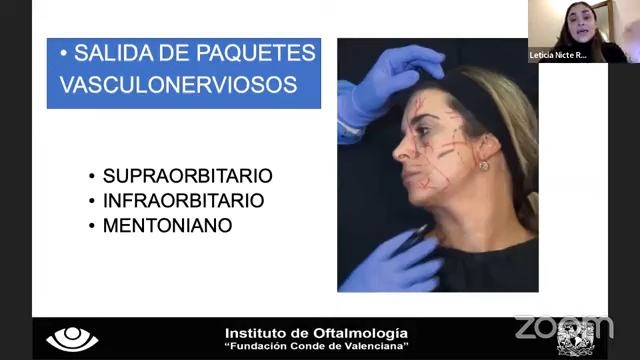 • SALIDA DE PAQUETES
VASCULONERVIOSOS
• SUPRAORBITARIO
• INFRAORBITARIO
• MENTONIANO
Leticia Nicte R...
Instituto de Oftalmología
“Fundación Conde de Valenciana”
zoom